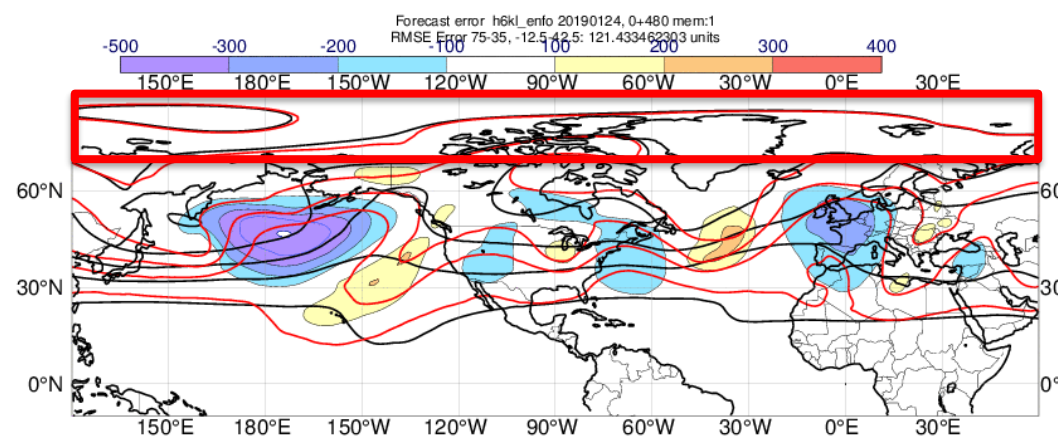 Forecast error h6kl_enfo 20190124, 0+480 mem:1
RMSE Error 75-35, -12.5-42.5: 121.433462303 units
-500 -300 -200 -100 100 200 300 400
150°E 180°E 150°W 120°W 90°W 60°W 30°W 0°E 30°E
60°N 60
30°N 30
0°N 0°
150°E 180°E 150°W 120°W 90°W 60°W 30°W 0°E 30°E